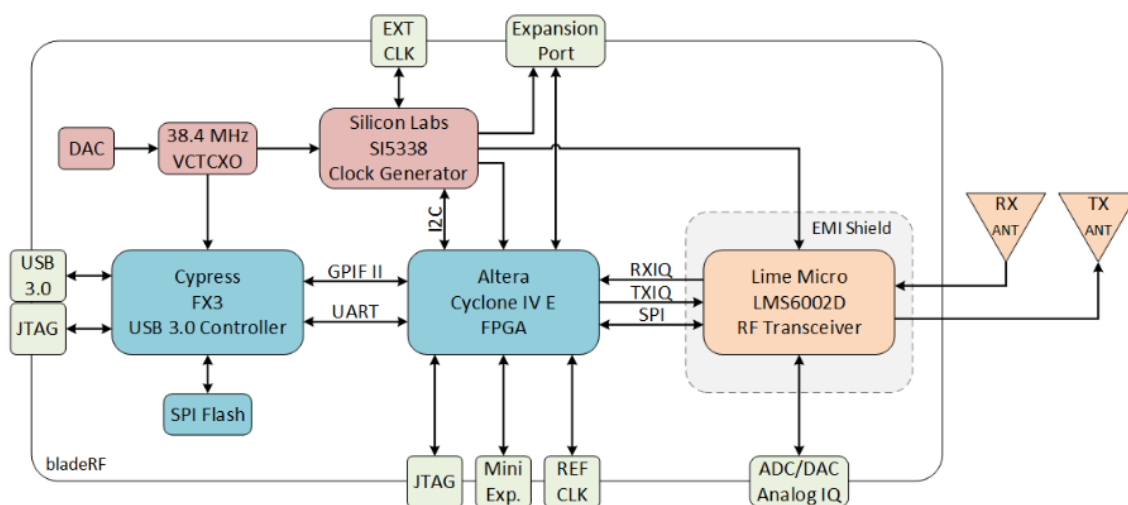 EXT
CLK
Expansion
Port
DAC
38.4 MHz
VCTCXO
Silicon Labs
SI5338
Clock Generator
I2C
RX
ANT
TX
ANT
EMI Shield
USB
3.0
JTAG
Cypress
FX3
USB 3.0 Controller
GPIF II
UART
Altera
Cyclone IV E
FPGA
RXIQ
TXIQ
SPI
Lime Micro
LMS6002D
RF Transceiver
SPI Flash
bladeRF
JTAG
Mini
Exp.
REF
CLK
ADC/DAC
Analog IQ